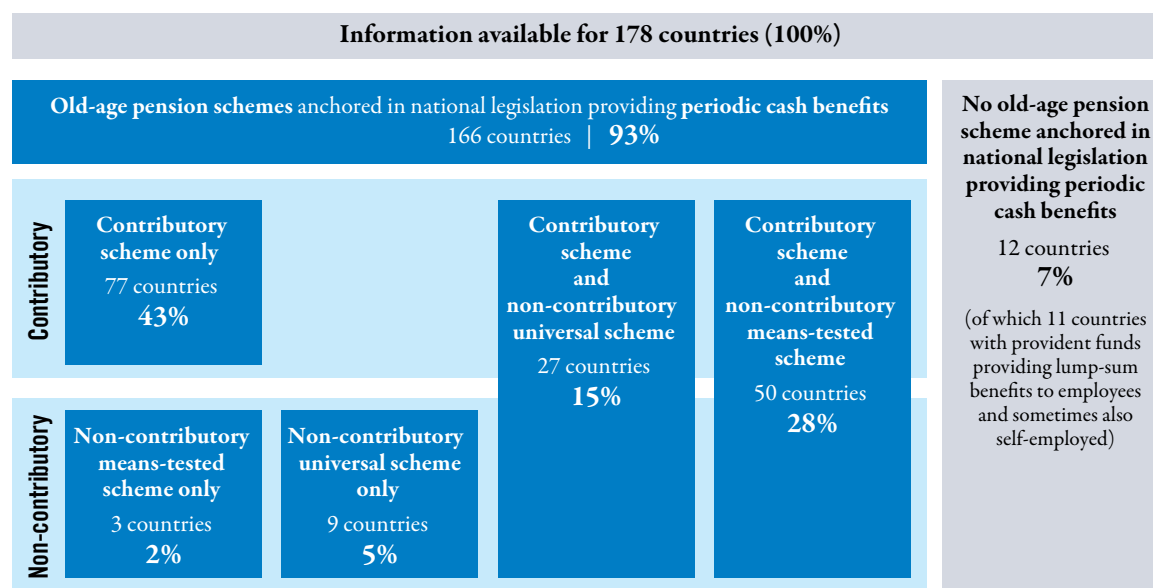 Information available for 178 countries (100%)
Old-age pension schemes anchored in national legislation providing periodic cash benefits
166 countries | 93%
Contributory
Contributory
scheme only
77 countries
43%
Contributory
scheme
and
non-contributory
universal scheme
27 countries
15%
Contributory
scheme
and
non-contributory
means-tested
scheme
50 countries
28%
Non-contributory
Non-contributory
means-tested
scheme only
3 countries
2%
Non-contributory
universal scheme
only
9 countries
5%
No old-age pension
scheme anchored in
national legislation
providing periodic
cash benefits
12 countries
7%
(of which 11 countries
with provident funds
providing lump-sum
benefits to employees
and sometimes also
self-employed)